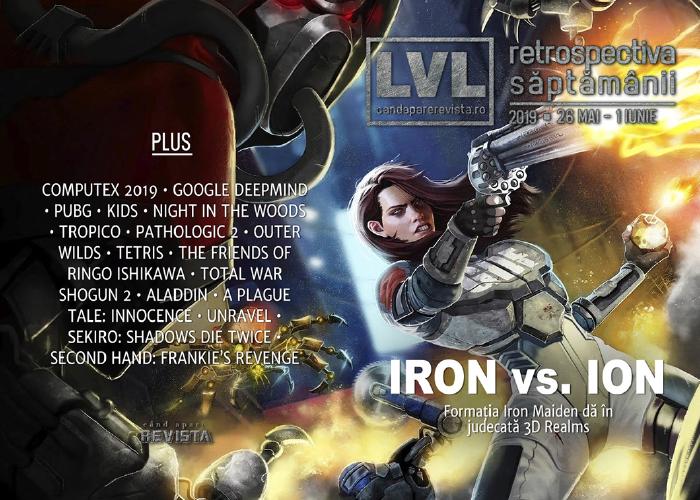 LVL
candaparerevista.ro
retrospectiva
săptămânii
2019 • 26 MAI - 1 IUNIE
PLUS
COMPUTEX 2019 • GOOGLE DEEPMIND
• PUBG • KIDS • NIGHT IN THE WOODS
• TROPICO • PATHOLOGIC 2 • OUTER
WILDS • TETRIS • THE FRIENDS OF
RINGO ISHIKAWA • TOTAL WAR
SHOGUN 2 • ALADDIN • A PLAGUE
TALE: INNOCENCE • UNRAVEL •
SEKIRO: SHADOWS DIE TWICE •
SECOND HAND: FRANKIE'S REVENGE
IRON vs. ION
Formația Iron Maiden dă în
judecată 3D Realms
când apare
REVISTA